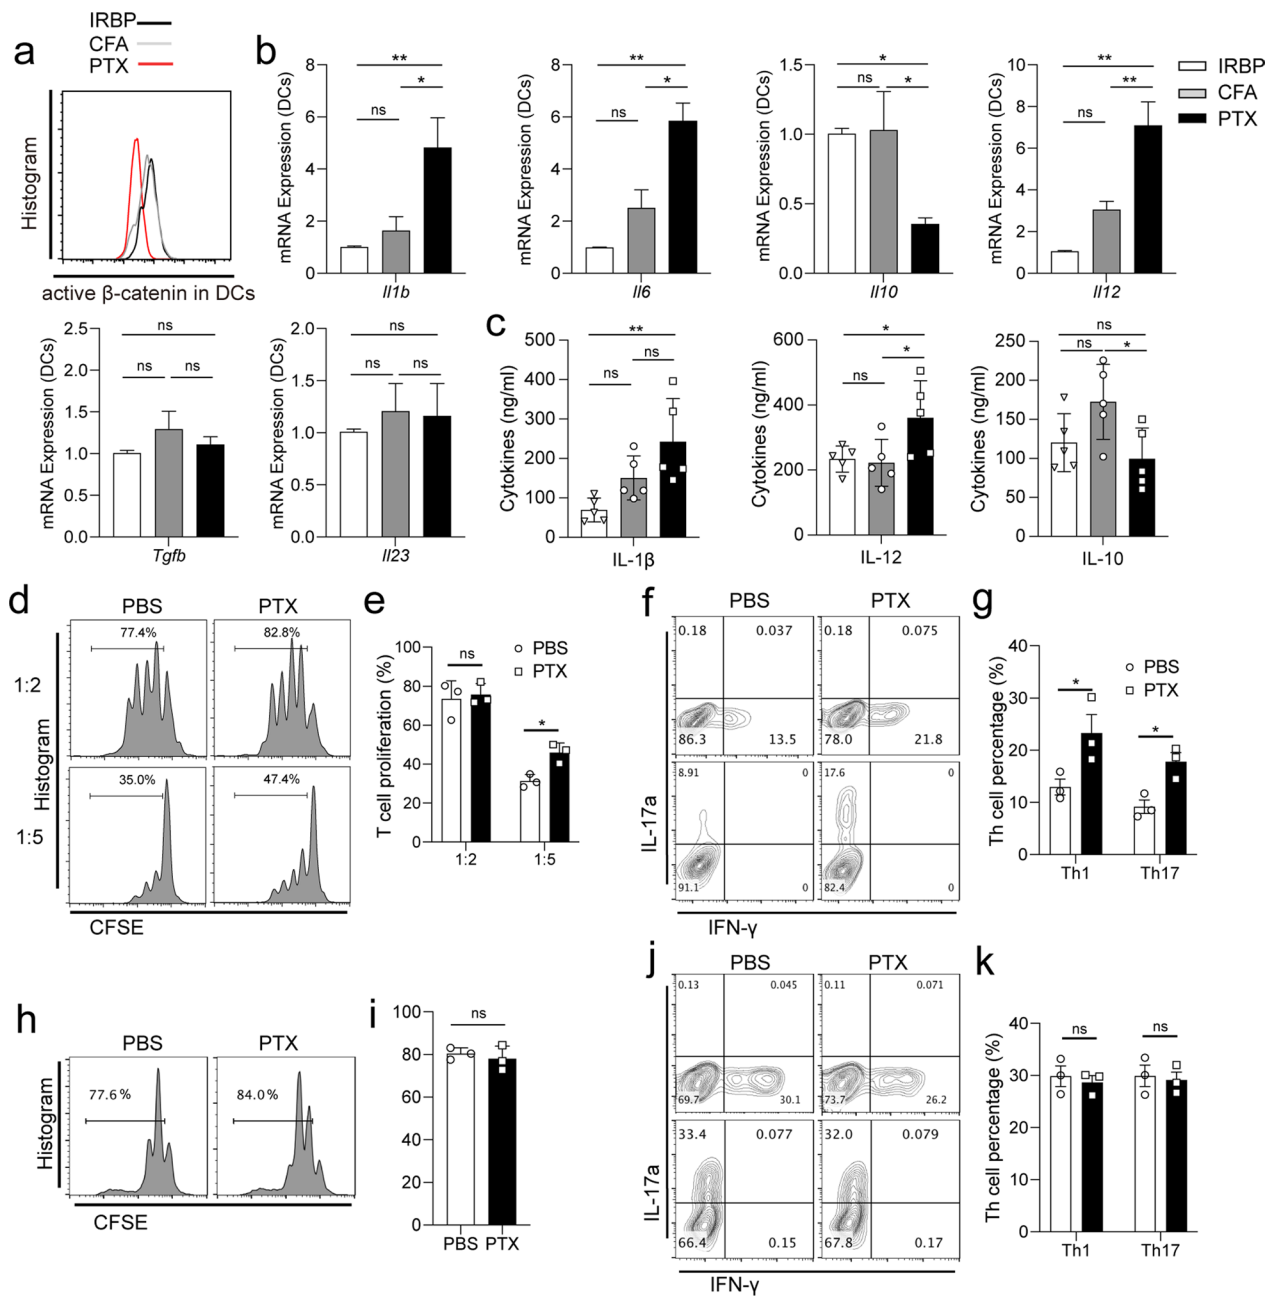 IRBP
CFA
PTX
a
Histogram
active β-catenin in DCs
b
mRNA Expression (DCs)
8
6
4
2
0
ns
**
*
Il1b
mRNA Expression (DCs)
8
6
4
2
0
ns
**
*
Il6
mRNA Expression (DCs)
1.5
1.0
0.5
0.0
ns
*
*
Il10
mRNA Expression (DCs)
10
8
6
4
2
0
ns
**
**
Il12
IRBP
CFA
PTX
mRNA Expression (DCs)
2.5
2.0
1.5
1.0
0.5
0.0
ns
ns
ns
Tgfb
mRNA Expression (DCs)
2.0
1.5
1.0
0.5
0.0
ns
ns
ns
Il23
c
Cytokines (ng/ml)
500
400
300
200
100
0
**
ns
ns
IL-1β
Cytokines (ng/ml)
600
400
200
0
*
*
ns
IL-12
Cytokines (ng/ml)
250
200
150
100
50
0
ns
ns
*
IL-10
d
PBS
PTX
1:2
77.4%
82.8%
Histogram
1:5
35.0%
47.4%
CFSE
e
T cell proliferation (%)
100
80
60
40
20
0
ns
*
PBS
PTX
1:2
1:5
f
PBS
PTX
0.18
0.037
0.18
0.075
86.3
13.5
78.0
21.8
8.91
0
17.6
0
91.1
0
82.4
0
IL-17a
IFN-γ
g
Th cell percentage (%)
40
30
20
10
0
*
*
PBS
PTX
Th1
Th17
h
PBS
PTX
Histogram
77.6 %
84.0 %
CFSE
i
100
80
60
40
20
0
ns
PBS
PTX
j
PBS
PTX
0.13
0.045
0.11
0.071
69.7
30.1
73.7
26.2
33.4
0.077
32.0
0.079
66.4
0.15
67.8
0.17
IL-17a
IFN-γ
k
Th cell percentage (%)
40
30
20
10
0
ns
ns
Th1
Th17